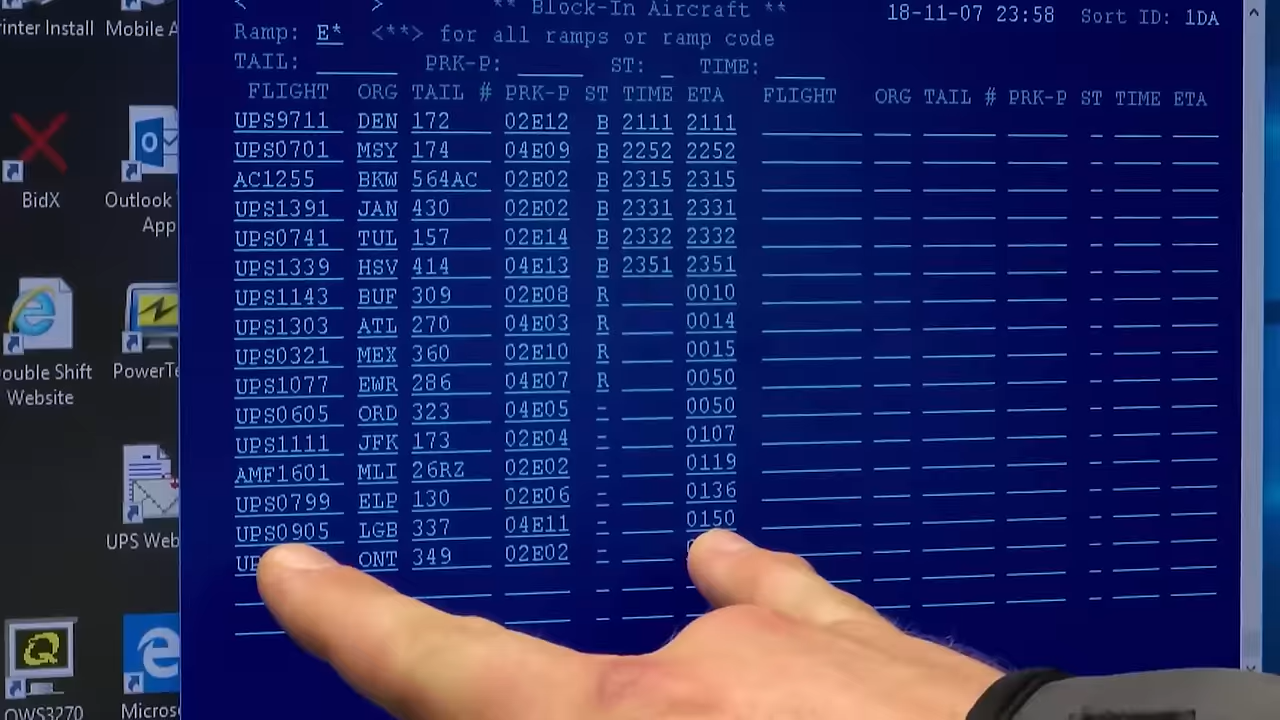 < > ** Block-In Aircraft ** 18-11-07 23:58 Sort ID: 1DA
Ramp: E* <**> for all ramps or ramp code
TAIL: PRK-P: ST: TIME:
FLIGHT ORG TAIL # PRK-P ST TIME ETA FLIGHT ORG TAIL # PRK-P ST TIME ETA
UPS9711 DEN 172 02E12 B 2111 2111
UPS0701 MSY 174 04E09 B 2252 2252
AC1255 BKW 564AC 02E02 B 2315 2315
UPS1391 JAN 430 02E02 B 2331 2331
UPS0741 TUL 157 02E14 B 2332 2332
UPS1339 HSV 414 04E13 B 2351 2351
UPS1143 BUF 309 02E08 R 0010
UPS1303 ATL 270 04E03 R 0014
UPS0321 MEX 360 02E10 R 0015
UPS1077 EWR 286 04E07 R 0050
UPS0605 ORD 323 04E05 - 0050
UPS1111 JFK 173 02E04 - 0107
AMF1601 MLI 26RZ 02E02 - 0119
UPS0799 ELP 130 02E06 - 0136
UPS0905 LGB 337 04E11 - 0150
ONT 349 02E02 -
rinter Install Mobile A
BidX Outlook
App
ouble Shift PowerTe
Website
UPS Web
QWS3270 Micros